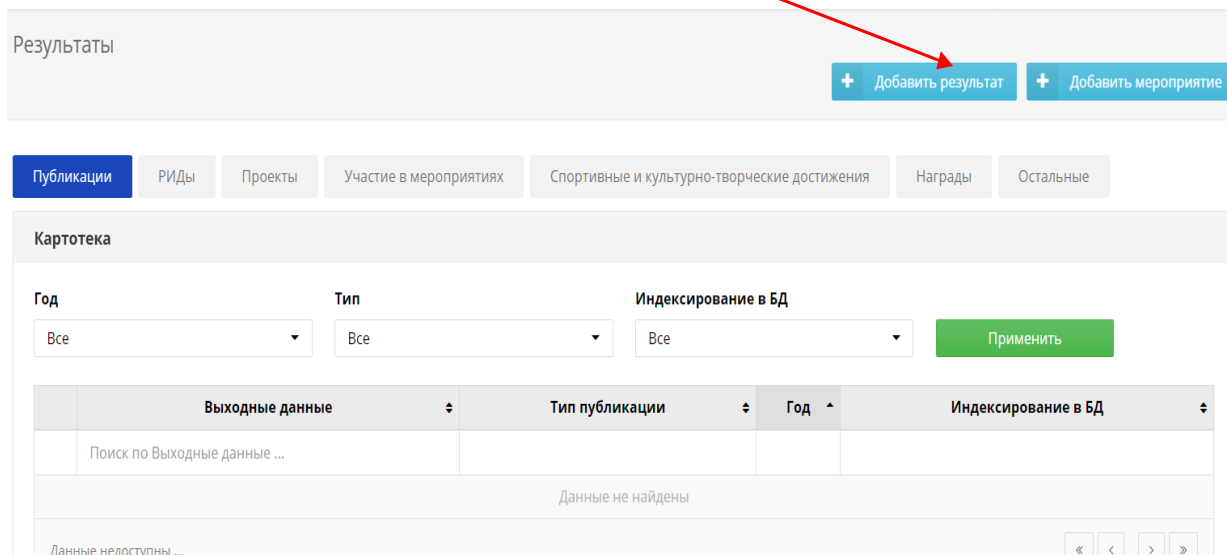 Результаты
+ Добавить результат + Добавить мероприятие
Публикации РИДы Проекты Участие в мероприятиях Спортивные и культурно-творческие достижения Награды Остальные
Картотека
Год Тип Индексирование в БД
Все Все Все Применить
Выходные данные Тип публикации Год Индексирование в БД
Поиск по Выходные данные ...
Данные не найдены
Данные недоступны ... « ‹ › »